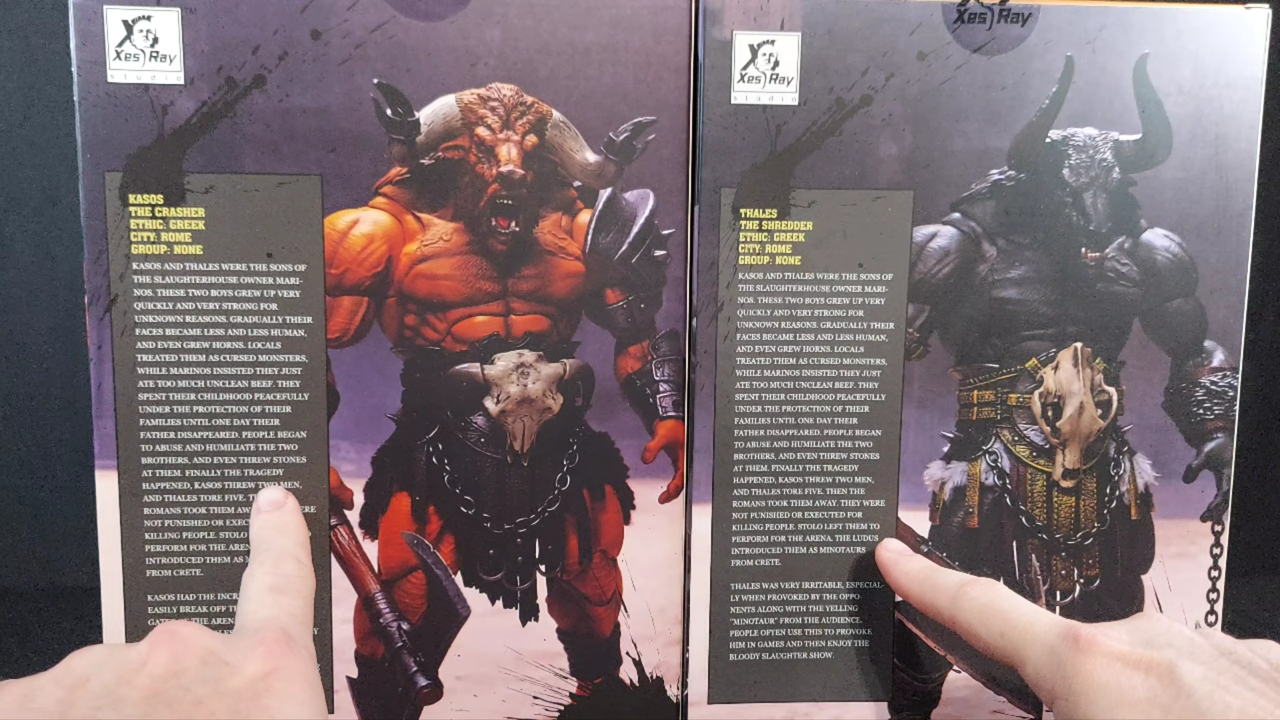 Xes Ray
studio
TM
KASOS
THE CRASHER
ETHIC: GREEK
CITY: ROME
GROUP: NONE
KASOS AND THALES WERE THE SONS OF
THE SLAUGHTERHOUSE OWNER MARI-
NOS. THESE TWO BOYS GREW UP VERY
QUICKLY AND VERY STRONG FOR
UNKNOWN REASONS. GRADUALLY THEIR
FACES BECAME LESS AND LESS HUMAN,
AND EVEN GREW HORNS. LOCALS
TREATED THEM AS CURSED MONSTERS,
WHILE MARINOS INSISTED THEY JUST
ATE TOO MUCH UNCLEAN BEEF. THEY
SPENT THEIR CHILDHOOD PEACEFULLY
UNDER THE PROTECTION OF THEIR
FAMILIES UNTIL ONE DAY THEIR
FATHER DISAPPEARED. PEOPLE BEGAN
TO ABUSE AND HUMILIATE THE TWO
BROTHERS, AND EVEN THREW STONES
AT THEM. FINALLY THE TRAGEDY
HAPPENED, KASOS THREW TWO MEN,
AND THALES TORE FIVE.
ROMANS TOOK THEM
NOT PUNISHED OR
KILLING PEOPLE. STOLO
PERFORM FOR THE
INTRODUCED THEM AS
FROM CRETE.
KASOS HAD THE
EASILY BREAK OFF
OF THE
Xes Ray
Xes Ray
studio
THALES
THE SHREDDER
ETHIC: GREEK
CITY: ROME
GROUP: NONE
KASOS AND THALES WERE THE SONS OF
THE SLAUGHTERHOUSE OWNER MARI-
NOS. THESE TWO BOYS GREW UP VERY
QUICKLY AND VERY STRONG FOR
UNKNOWN REASONS. GRADUALLY THEIR
FACES BECAME LESS AND LESS HUMAN,
AND EVEN GREW HORNS. LOCALS
TREATED THEM AS CURSED MONSTERS,
WHILE MARINOS INSISTED THEY JUST
ATE TOO MUCH UNCLEAN BEEF. THEY
SPENT THEIR CHILDHOOD PEACEFULLY
UNDER THE PROTECTION OF THEIR
FAMILIES UNTIL ONE DAY THEIR
FATHER DISAPPEARED. PEOPLE BEGAN
TO ABUSE AND HUMILIATE THE TWO
BROTHERS, AND EVEN THREW STONES
AT THEM. FINALLY THE TRAGEDY
HAPPENED, KASOS THREW TWO MEN,
AND THALES TORE FIVE. THEN THE
ROMANS TOOK THEM AWAY. THEY WERE
NOT PUNISHED OR EXECUTED FOR
KILLING PEOPLE. STOLO LEFT THEM TO
PERFORM FOR THE ARENA. THE LUDUS
INTRODUCED THEM AS MINOTAURS
FROM CRETE.
THALES WAS VERY IRRITABLE, ESPECIAL-
LY WHEN PROVOKED BY THE OPPO-
NENTS ALONG WITH THE YELLING
"MINOTAUR" FROM THE AUDIENCE.
PEOPLE OFTEN USE THIS TO PROVOKE
HIM IN GAMES AND THEN ENJOY THE
BLOODY SLAUGHTER SHOW.